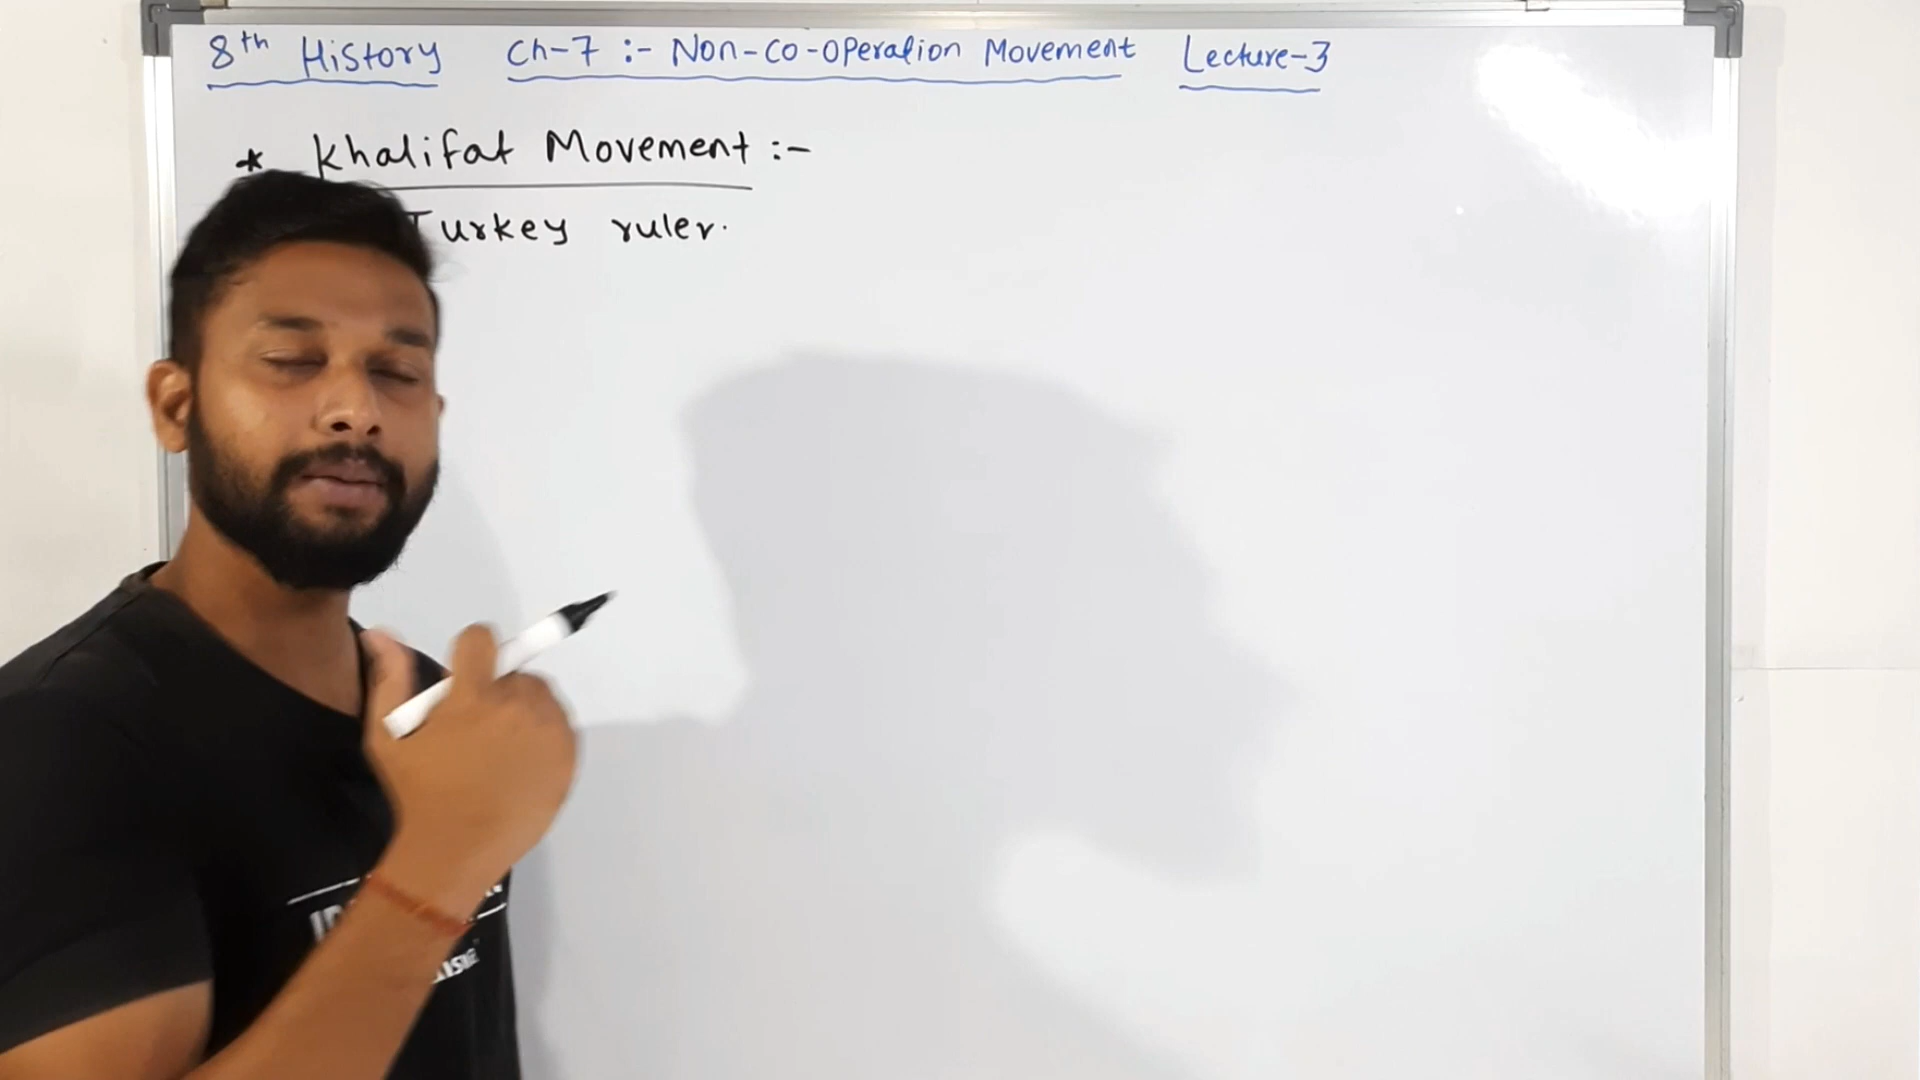 8th History Ch-7 :- Non-Co-operation Movement Lecture-3
* Khalifat Movement :-
Turkey ruler.